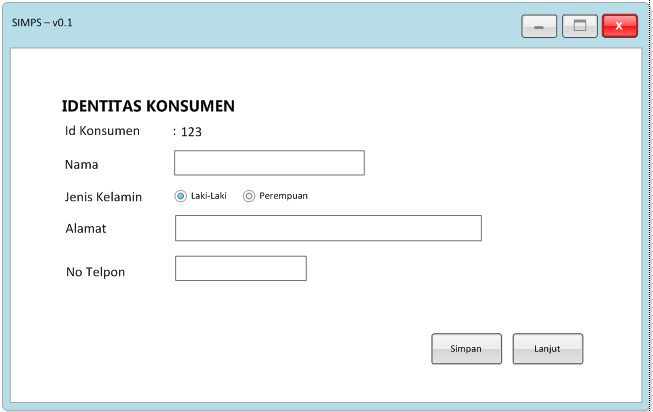 SIMPS – v0.1
X
IDENTITAS KONSUMEN
Id Konsumen : 123
Nama
Jenis Kelamin Laki-Laki Perempuan
Alamat
No Telpon
Simpan Lanjut